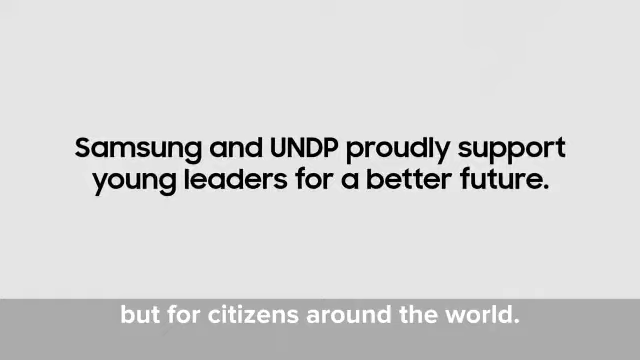 Samsung and UNDP proudly support
young leaders for a better future.
but for citizens around the world.